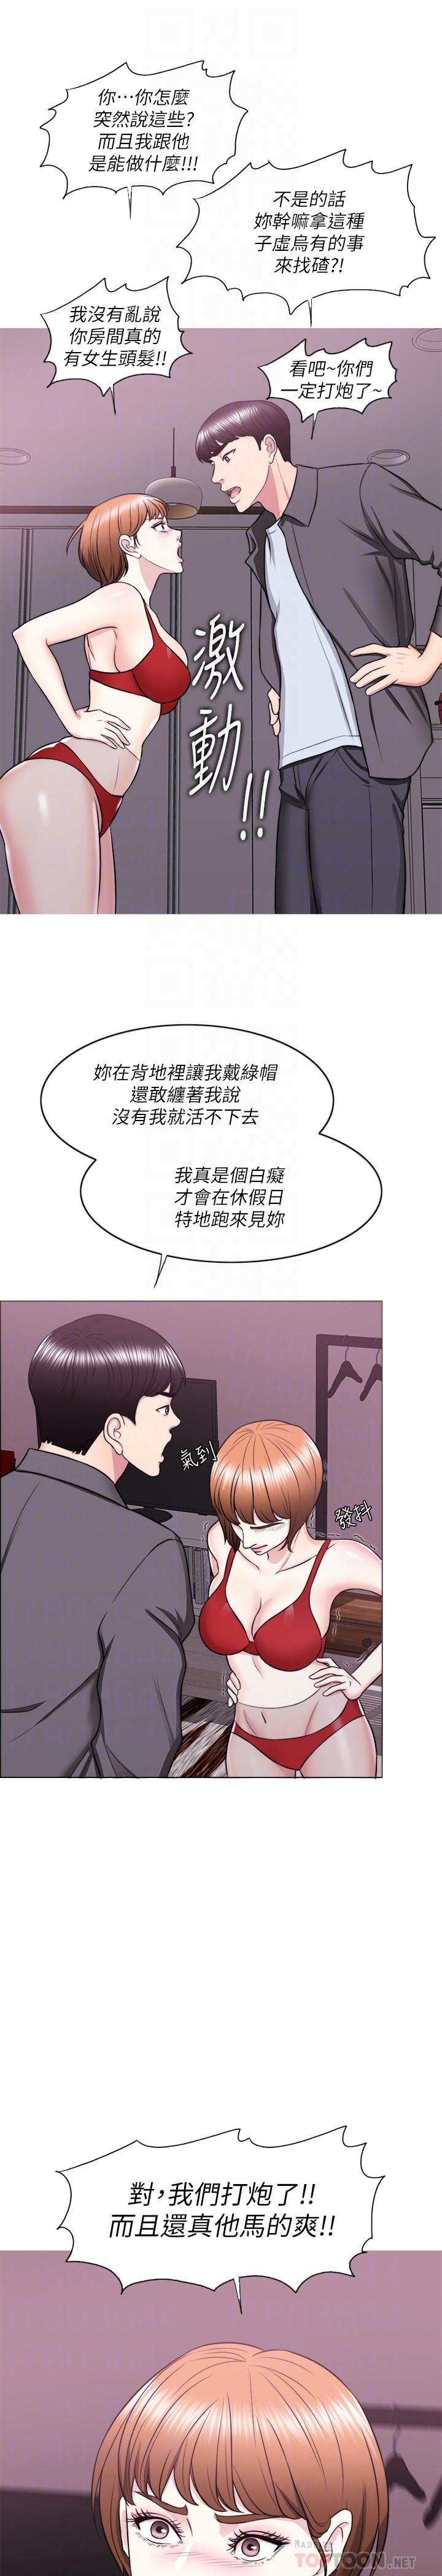 你⋯你怎麼
突然說這些?
而且我跟他
是能做什麼!!!
不是的話
妳幹嘛拿這種
子虛烏有的事
來找碴?!
我沒有亂說
你房間真的
有女生頭髮!!
看吧~你們
一定打炮了~
激動!!
妳在背地裡讓我戴綠帽
還敢纏著我說
沒有我就活不下去
我真是個白癡
才會在休假日
特地跑來見妳
氣到
發抖
對，我們打炮了!!
而且還真他馬的爽!!
TOPTOON.NET